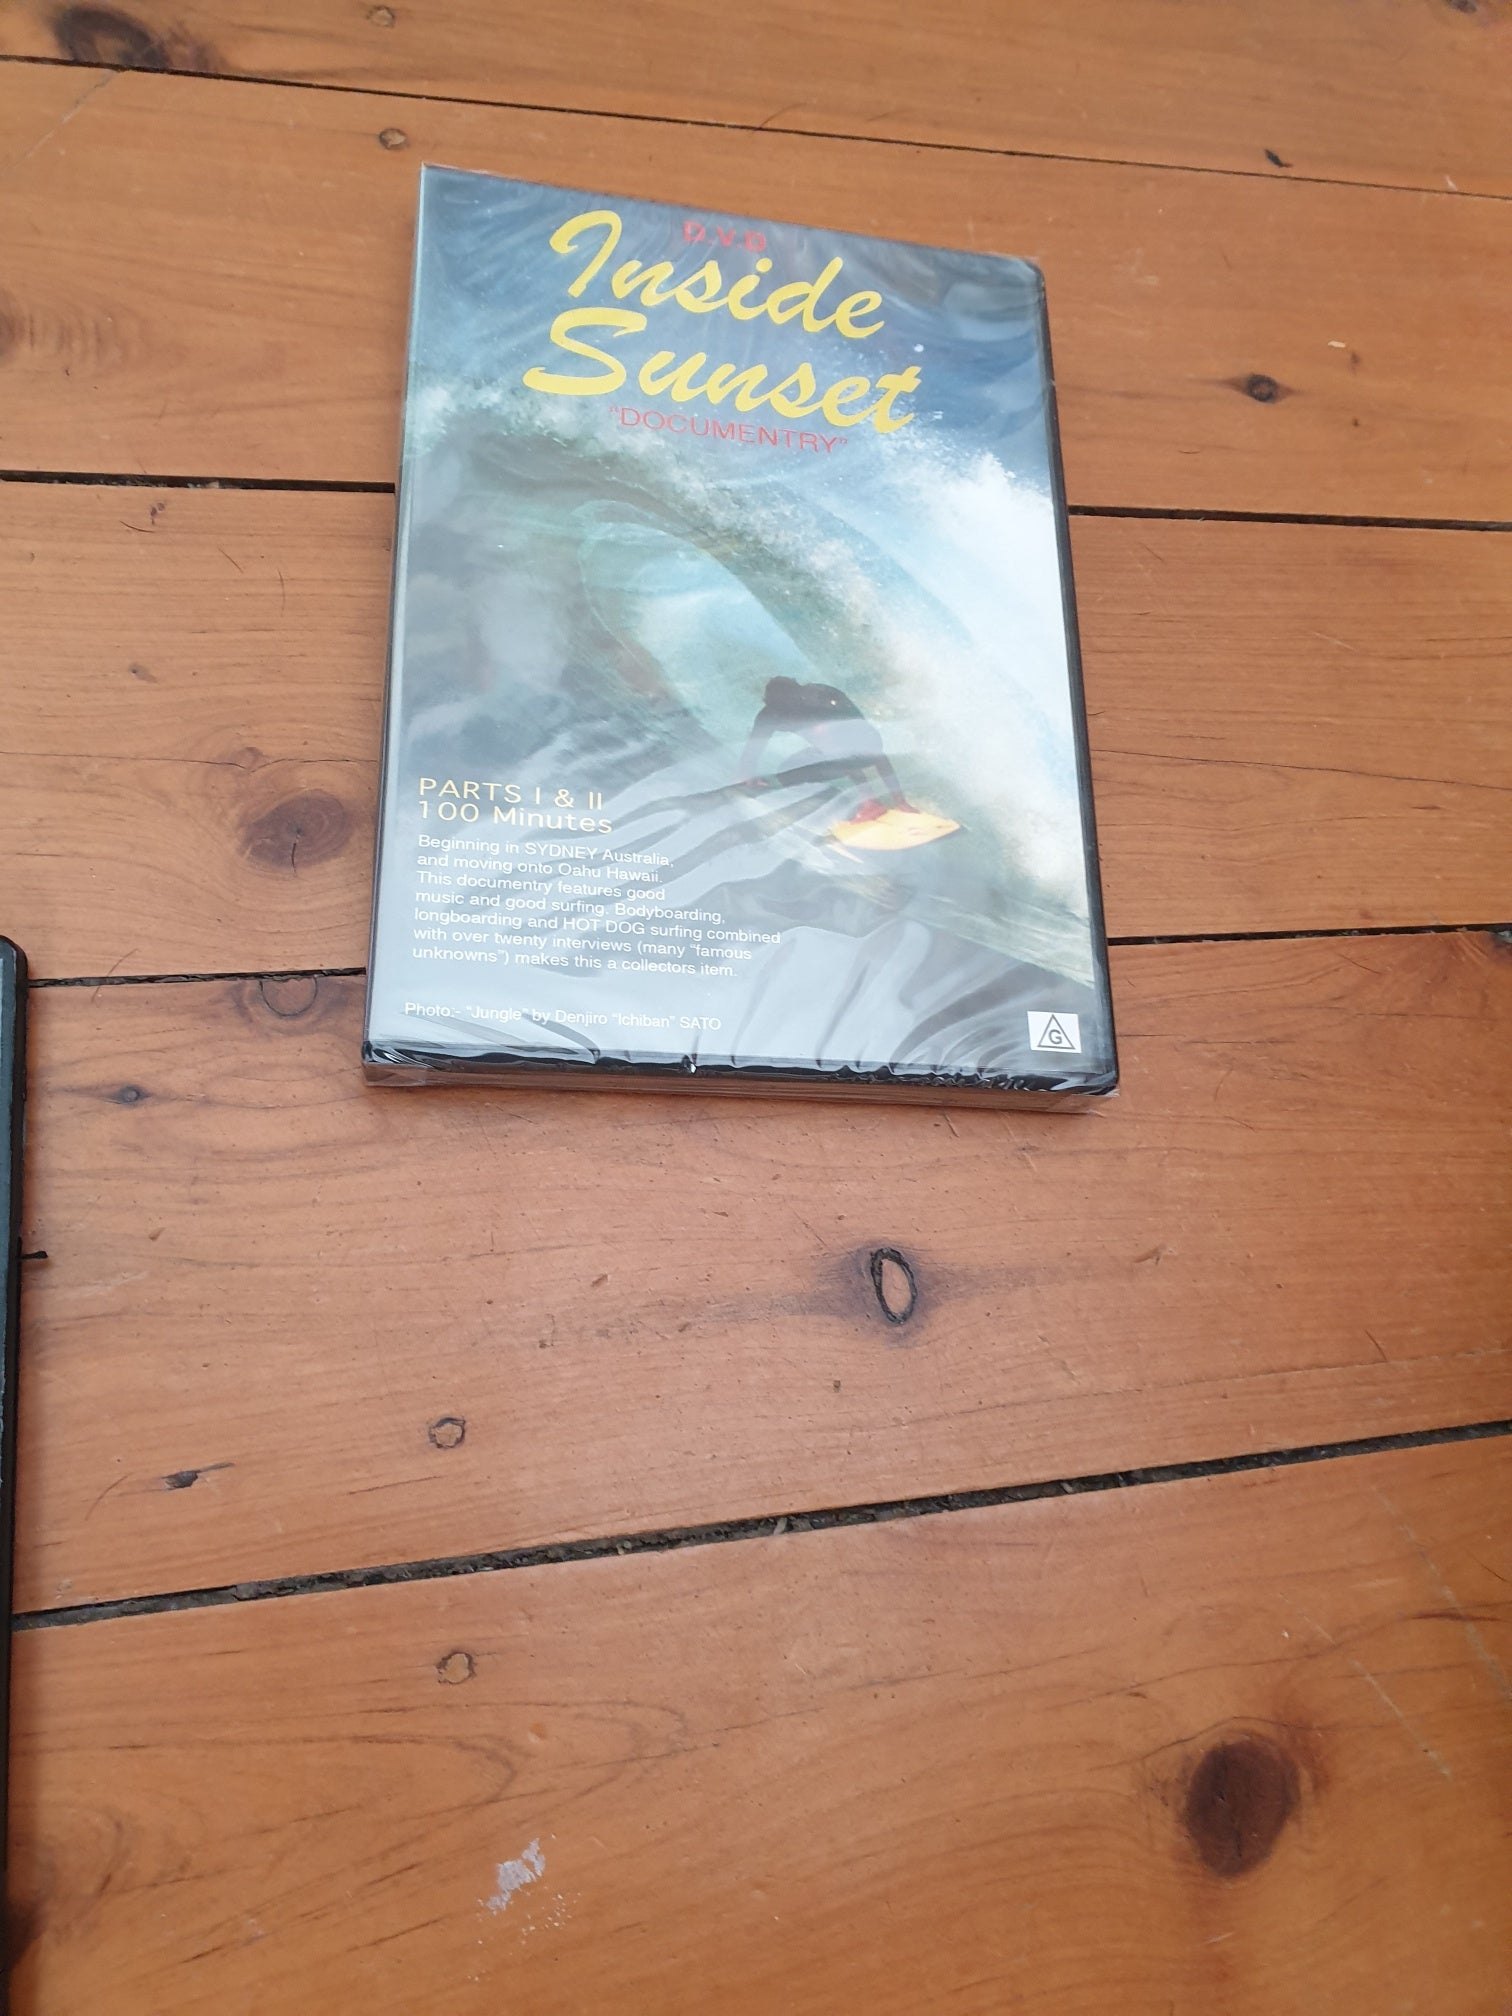 D.V.D
Inside
Sunset
"DOCUMENTRY"
PARTS I & II
100 Minutes
Beginning in SYDNEY Australia,
and moving onto Oahu Hawaii.
This documentry features good
music and good surfing. Bodyboarding,
longboarding and HOT DOG surfing combined
with over twenty interviews (many "famous
unknowns") makes this a collectors item.
Photo:- "Jungle" by Denjiro "Ichiban" SATO
G